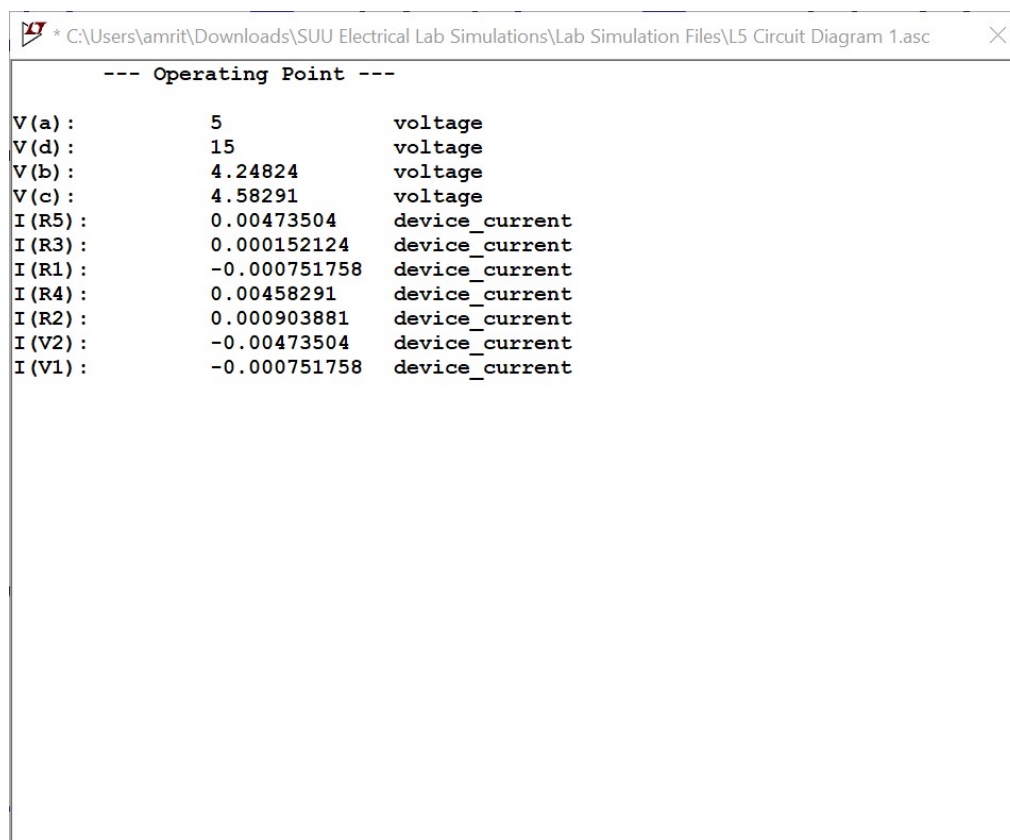 * C:\Users\amrit\Downloads\SUU Electrical Lab Simulations\Lab Simulation Files\L5 Circuit Diagram 1.asc
--- Operating Point ---
V(a): 5 voltage
V(d): 15 voltage
V(b): 4.24824 voltage
V(c): 4.58291 voltage
I(R5): 0.00473504 device_current
I(R3): 0.000152124 device_current
I(R1): -0.000751758 device_current
I(R4): 0.00458291 device_current
I(R2): 0.000903881 device_current
I(V2): -0.00473504 device_current
I(V1): -0.000751758 device_current